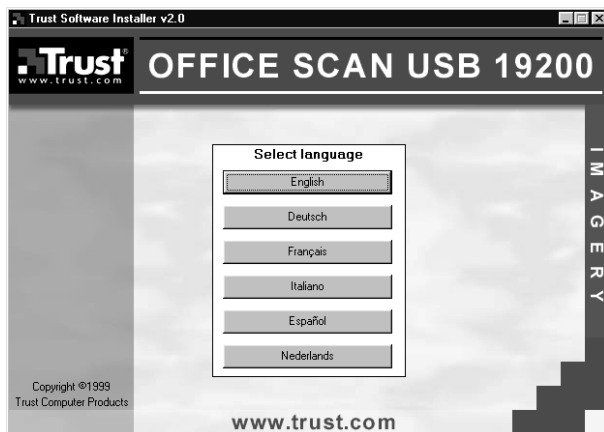 Trust Software Installer v2.0
Trust
www.trust.com
OFFICE SCAN USB 19200
Select language
English
Deutsch
Français
Italiano
Español
Nederlands
IMAGERY
Copyright ©1999
Trust Computer Products
www.trust.com